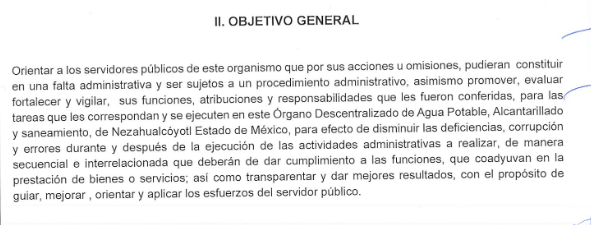 II. OBJETIVO GENERAL
Orientar a los servidores públicos de este organismo que por sus acciones u omisiones, pudieran constituir
en una falta administrativa y ser sujetos a un procedimiento administrativo, asimismo promover, evaluar
fortalecer y vigilar, sus funciones, atribuciones y responsabilidades que les fueron conferidas, para las
tareas que les correspondan y se ejecuten en este Órgano Descentralizado de Agua Potable, Alcantarillado
y saneamiento, de Nezahualcóyotl Estado de México, para efecto de disminuir las deficiencias, corrupción
y errores durante y después de la ejecución de las actividades administrativas a realizar, de manera
secuencial e interrelacionada que deberán de dar cumplimiento a las funciones, que coadyuvan en la
prestación de bienes o servicios; así como transparentar y dar mejores resultados, con el propósito de
guiar, mejorar , orientar y aplicar los esfuerzos del servidor público.